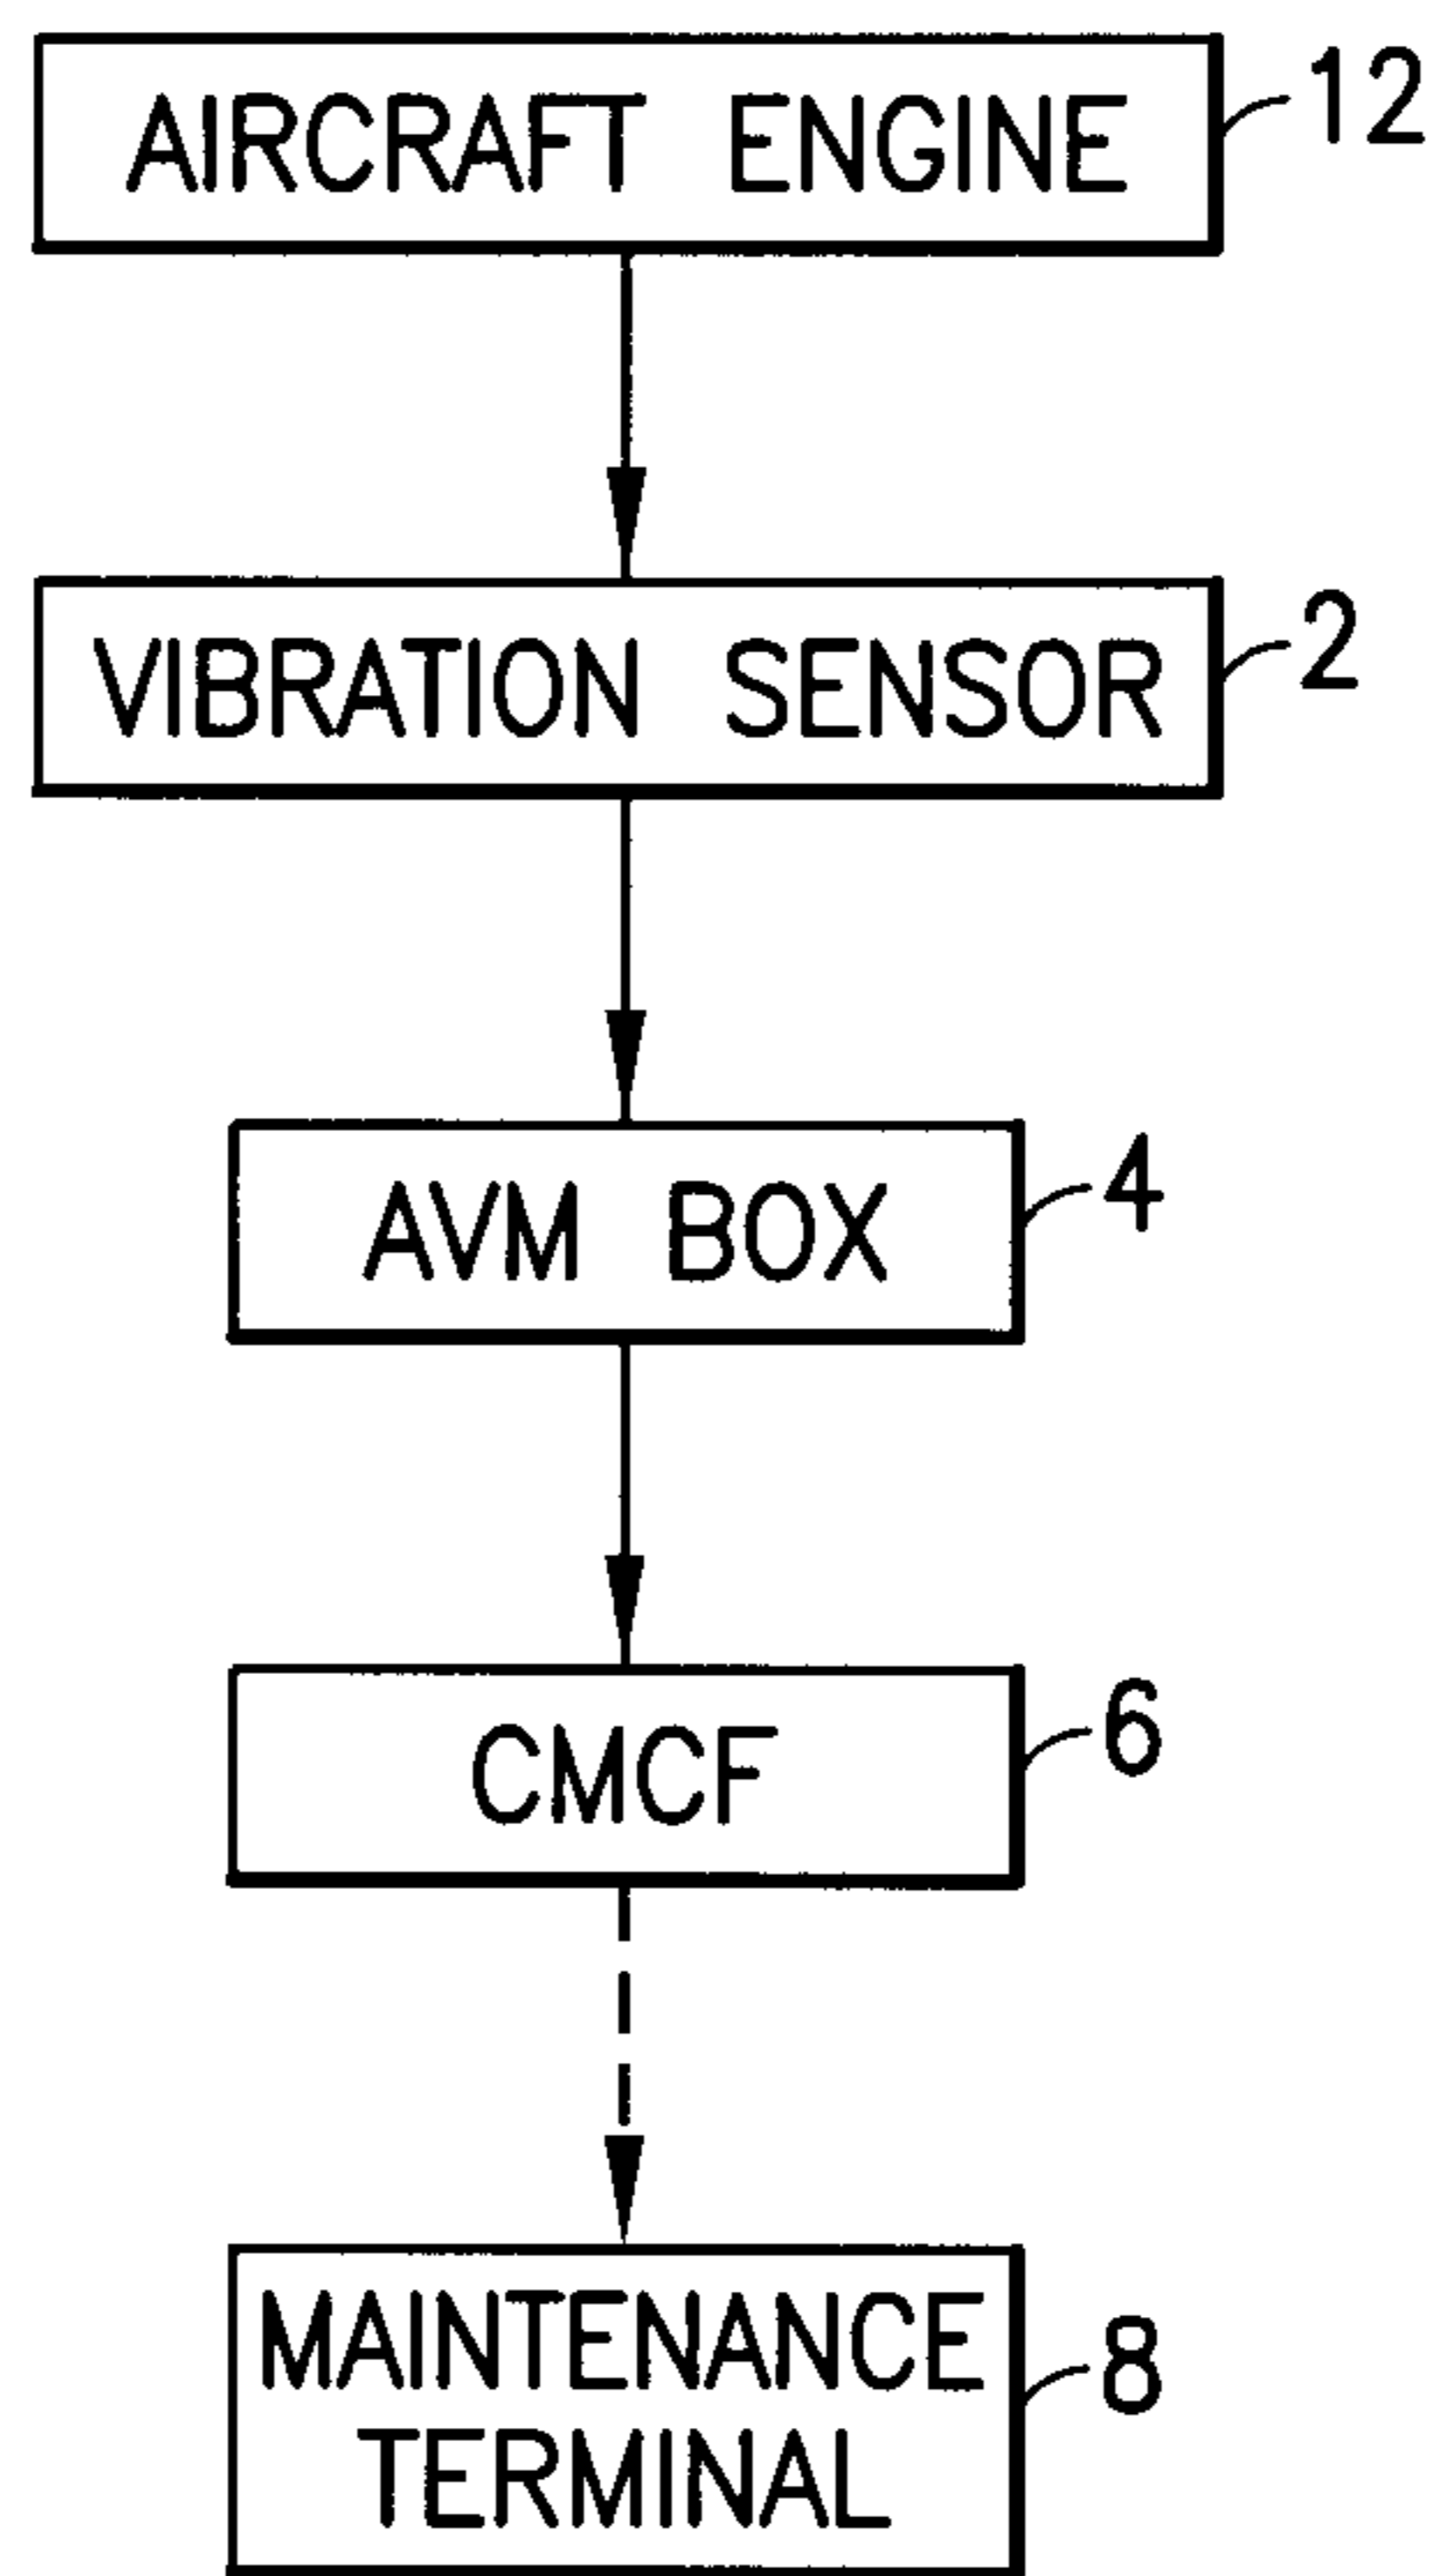 AIRCRAFT ENGINE 12
VIBRATION SENSOR 2
AVM BOX 4
CMCF 6
MAINTENANCE
TERMINAL 8